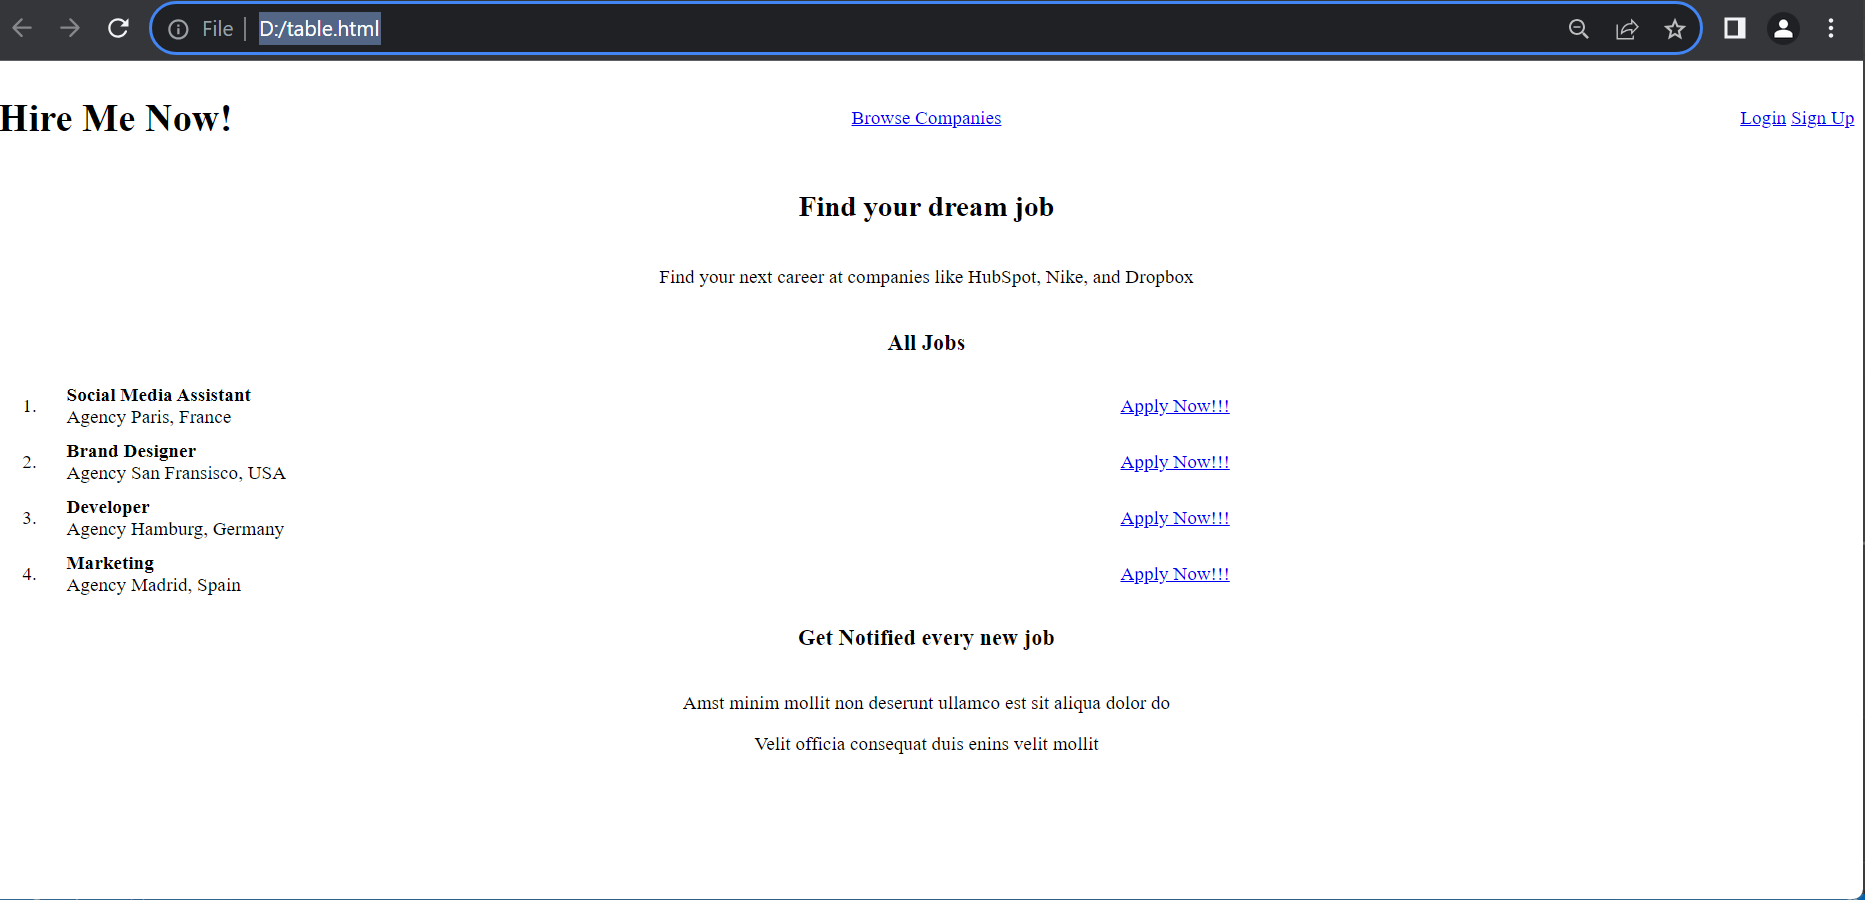 File | D:/table.html
Hire Me Now! Browse Companies Login Sign Up
Find your dream job
Find your next career at companies like HubSpot, Nike, and Dropbox
All Jobs
1. Social Media Assistant
Agency Paris, France Apply Now!!!
2. Brand Designer
Agency San Fransisco, USA Apply Now!!!
3. Developer
Agency Hamburg, Germany Apply Now!!!
4. Marketing
Agency Madrid, Spain Apply Now!!!
Get Notified every new job
Amst minim mollit non deserunt ullamco est sit aliqua dolor do
Velit officia consequat duis enins velit mollit